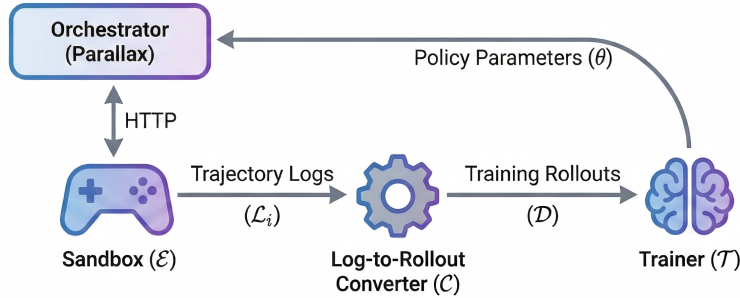 Orchestrator
(Parallax)
Policy Parameters (θ)
HTTP
Trajectory Logs
(ℒᵢ)
Training Rollouts
(𝒟)
Sandbox (ℰ)
Log-to-Rollout
Converter (𝒞)
Trainer (𝒯)